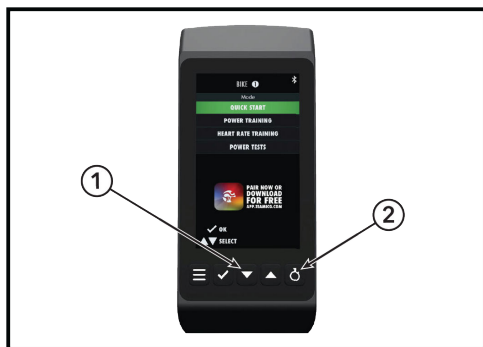 BIKE 1
Mode
QUICK START
POWER TRAINING
HEART RATE TRAINING
POWER TESTS
PAIR NOW OR
DOWNLOAD
FOR FREE
OK
SELECT
1
2